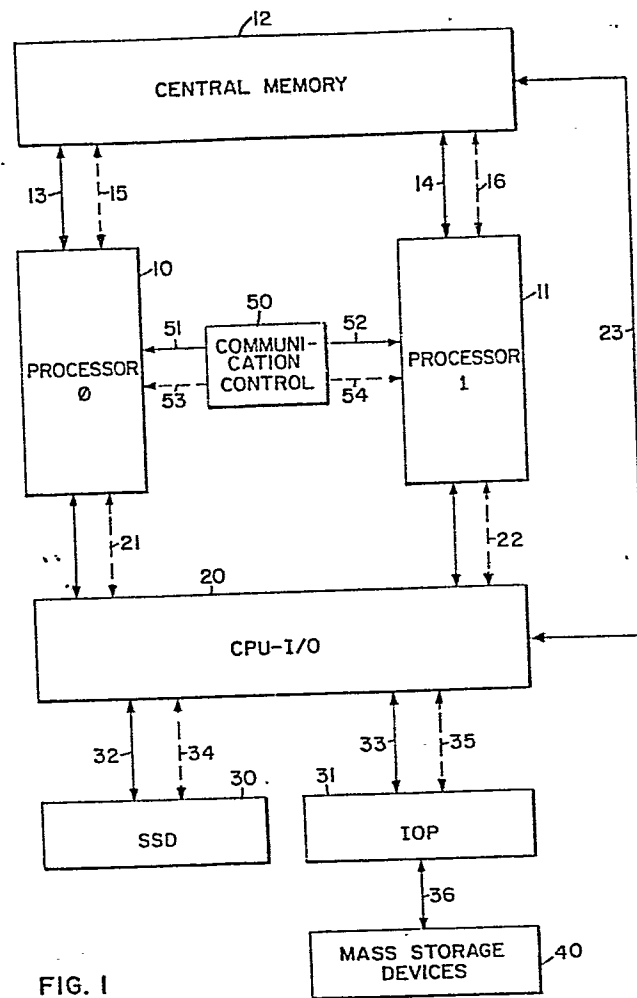 12
CENTRAL MEMORY
13
15
14
16
10
11
23
50
51
52
PROCESSOR
Ø
COMMUNI-
CATION
CONTROL
PROCESSOR
1
53
54
21
22
20
CPU-I/O
32
34
33
35
30
31
SSD
IOP
36
MASS STORAGE
DEVICES
40
FIG. 1